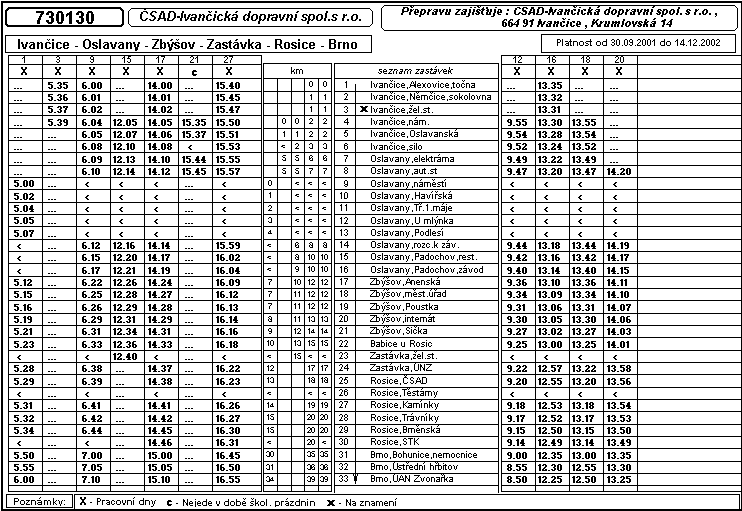 730130
ČSAD-Ivančická dopravní spol.s r.o.
Přepravu zajišťuje : ČSAD-Ivančická dopravní spol.s r.o. ,
664 91 Ivančice , Krumlovská 14
Ivančice - Oslavany - Zbýšov - Zastávka - Rosice - Brno
Platnost od 30.09.2001 do 14.12.2002
1 3 9 15 17 21 27 12 16 18 20
X X X X X c X km seznam zastávek X X X X
... 5.35 6.00 ... 14.00 ... 15.40 0 0 1 Ivančice,Alexovice,točna ... 13.35 ... ...
... 5.36 6.01 ... 14.01 ... 15.45 1 1 2 Ivančice,Němčice,sokolovna ... 13.32 ... ...
... 5.37 6.02 ... 14.02 ... 15.47 1 1 3 x Ivančice,žel.st. ... 13.31 ... ...
... 5.39 6.04 12.05 14.05 15.35 15.50 0 0 2 2 4 Ivančice,nám. 9.55 13.30 13.55 ...
... ... 6.05 12.07 14.06 15.37 15.51 1 1 2 2 5 Ivančice,Oslavanská 9.54 13.28 13.54 ...
... ... 6.08 12.10 14.08 < 15.53 < 2 3 3 6 Ivančice,silo 9.52 13.24 13.52 ...
... ... 6.09 12.13 14.10 15.44 15.55 5 5 6 6 7 Oslavany,elektrárna 9.49 13.22 13.49 ...
... ... 6.10 12.14 14.12 15.45 15.57 5 5 7 7 8 Oslavany,aut.st 9.47 13.20 13.47 14.20
5.00 ... < < < ... < 0 < < < 9 Oslavany,náměstí < < < <
5.02 ... < < < ... < 1 < < < 10 Oslavany,Havířská < < < <
5.04 ... < < < ... < 2 < < < 11 Oslavany,Tř.1.máje < < < <
5.05 ... < < < ... < 3 < < < 12 Oslavany,U mlýnka < < < <
5.07 ... < < < ... < 4 < < < 13 Oslavany,Podlesí < < < <
< ... 6.12 12.16 14.14 ... 15.59 < 6 8 8 14 Oslavany,rozc.k záv. 9.44 13.18 13.44 14.19
< ... 6.15 12.20 14.17 ... 16.02 < 8 10 10 15 Oslavany,Padochov,rest. 9.42 13.16 13.42 14.17
< ... 6.17 12.21 14.19 ... 16.04 < 9 10 10 16 Oslavany,Padochov,závod 9.40 13.14 13.40 14.15
5.12 ... 6.22 12.26 14.24 ... 16.09 7 10 12 12 17 Zbýšov,Anenská 9.36 13.10 13.36 14.11
5.15 ... 6.25 12.28 14.27 ... 16.12 7 11 12 12 18 Zbýšov,měst.úřad 9.34 13.09 13.34 14.10
5.16 ... 6.26 12.29 14.28 ... 16.13 7 11 12 12 19 Zbýšov,Poustka 9.31 13.06 13.31 14.07
5.19 ... 6.29 12.31 14.29 ... 16.14 8 11 13 13 20 Zbýšov,internát 9.30 13.05 13.30 14.06
5.21 ... 6.31 12.34 14.31 ... 16.16 9 12 14 14 21 Zbýšov,Sička 9.27 13.02 13.27 14.03
5.23 ... 6.33 12.36 14.33 ... 16.18 10 13 15 15 22 Babice u Rosic 9.25 13.00 13.25 14.01
< ... < 12.40 < ... < < 15 < < 23 Zastávka,žel.st. < < < <
5.28 ... 6.38 ... 14.37 ... 16.22 12 17 17 24 Zastávka,ÚNZ 9.22 12.57 13.22 13.58
5.29 ... 6.39 ... 14.38 ... 16.23 13 18 18 25 Rosice,ČSAD 9.20 12.55 13.20 13.56
< ... < ... < ... < < < < 26 Rosice,Těstárny < < < <
5.31 ... 6.41 ... 14.41 ... 16.26 14 19 19 27 Rosice,Kamínky 9.18 12.53 13.18 13.54
5.32 ... 6.42 ... 14.42 ... 16.27 15 20 20 28 Rosice,Trávníky 9.17 12.52 13.17 13.53
5.34 ... 6.44 ... 14.45 ... 16.30 15 20 20 29 Rosice,Brněnská 9.15 12.50 13.15 13.50
< ... < ... 14.46 ... 16.31 < 20 < 30 Rosice,STK 9.14 12.49 13.14 13.49
5.50 ... 7.00 ... 15.00 ... 16.45 30 35 35 31 Brno,Bohunice,nemocnice 9.00 12.35 13.00 13.35
5.55 ... 7.05 ... 15.05 ... 16.50 31 36 36 32 Brno,Ústřední hřbitov 8.55 12.30 12.55 13.30
6.00 ... 7.10 ... 15.10 ... 16.55 34 39 39 33 Brno,ÚAN Zvonařka 8.50 12.25 12.50 13.25
Poznámky: X - Pracovní dny c - Nejede v době škol. prázdnin x - Na znamení